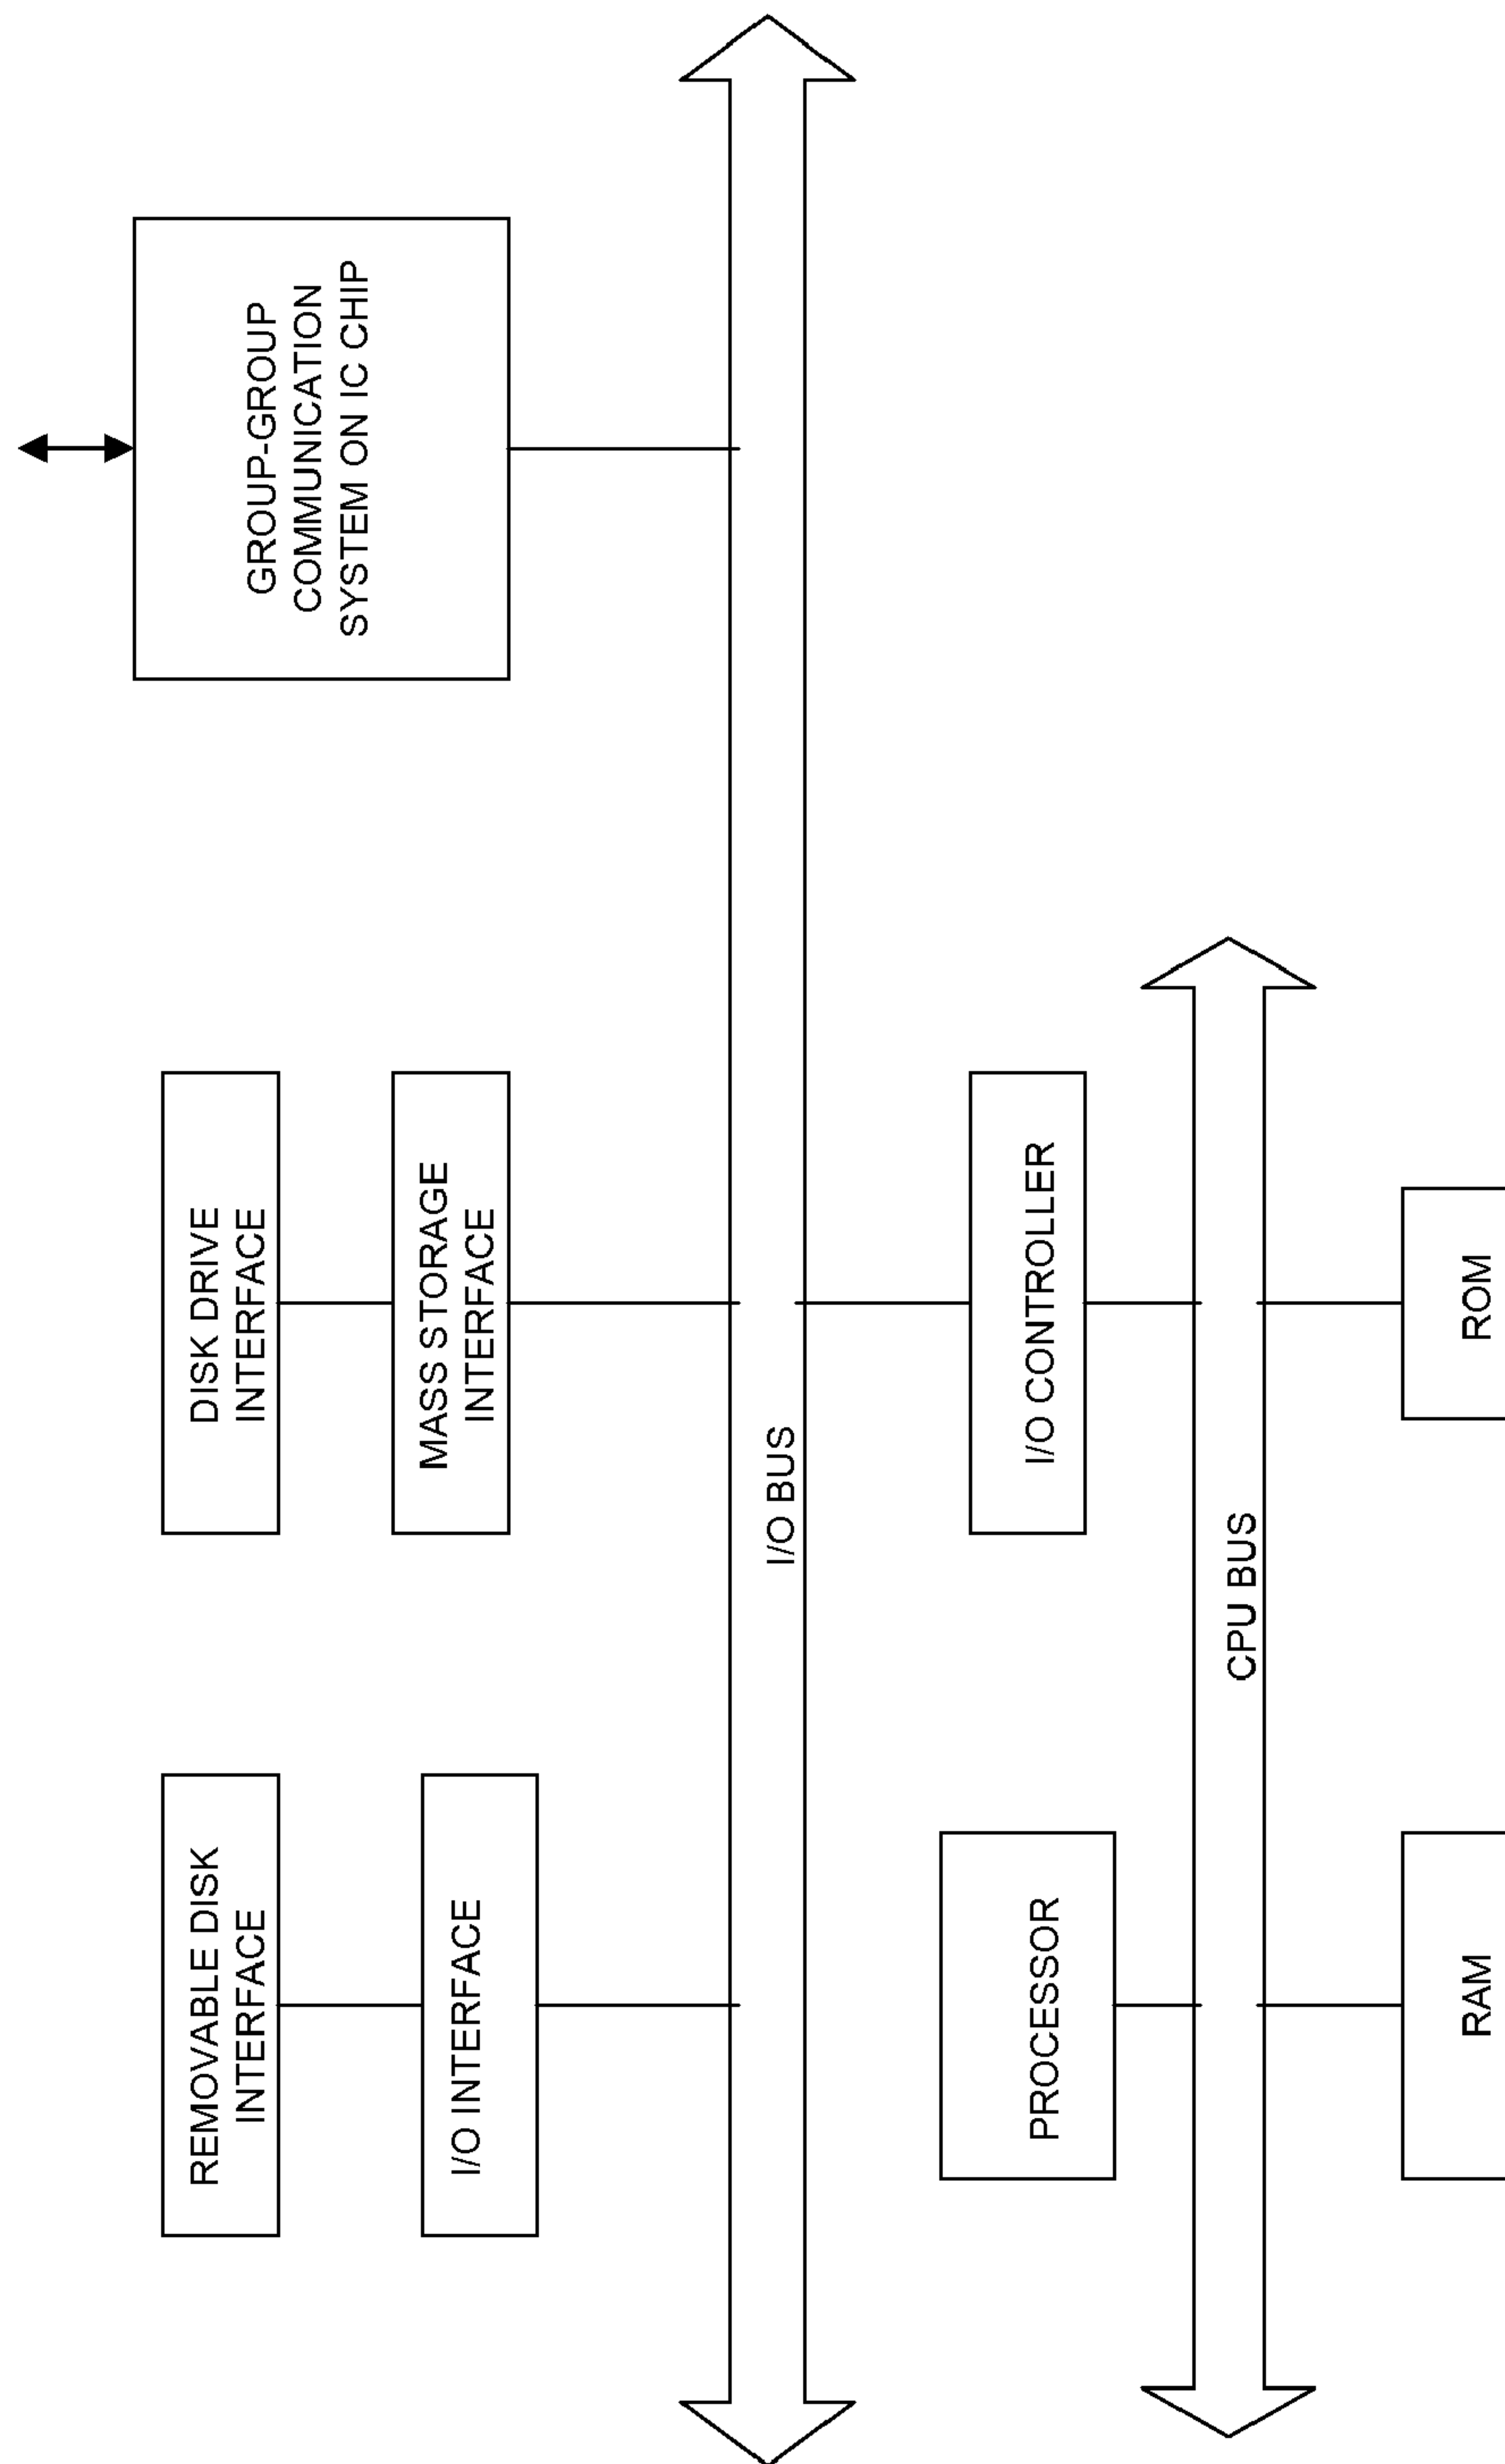 REMOVABLE DISK
INTERFACE
DISK DRIVE
INTERFACE
GROUP-GROUP
COMMUNICATION
SYSTEM ON IC CHIP
I/O INTERFACE
MASS STORAGE
INTERFACE
I/O BUS
PROCESSOR
I/O CONTROLLER
CPU BUS
RAM
ROM